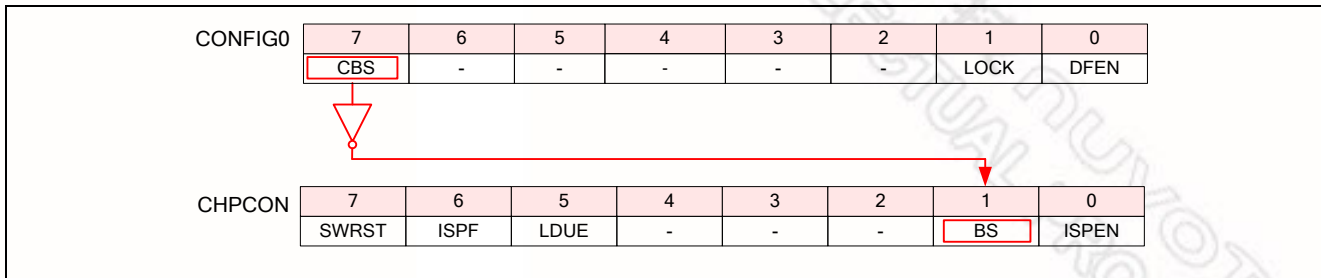 CONFIG0 7 6 5 4 3 2 1 0
CBS - - - - - LOCK DFEN
CHPCON 7 6 5 4 3 2 1 0
SWRST ISPF LDUE - - - BS ISPEN